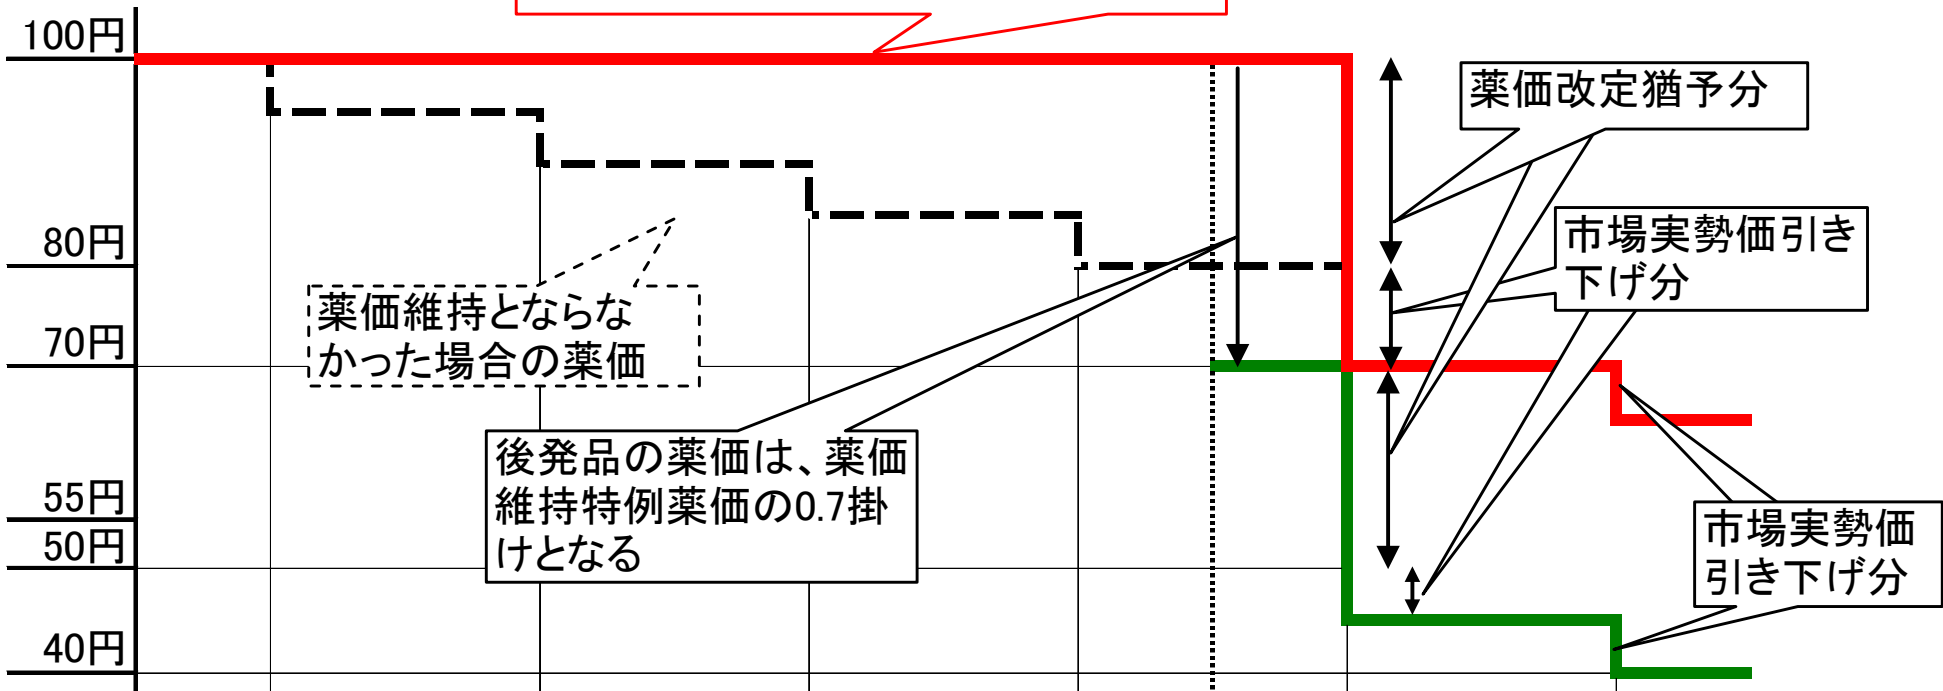 100円
80円
70円
55円
50円
40円
薬価改定猶予分
市場実勢価引き
下げ分
薬価維持とならな
かった場合の薬価
後発品の薬価は、薬価
維持特例薬価の0.7掛
けとなる
市場実勢価
引き下げ分